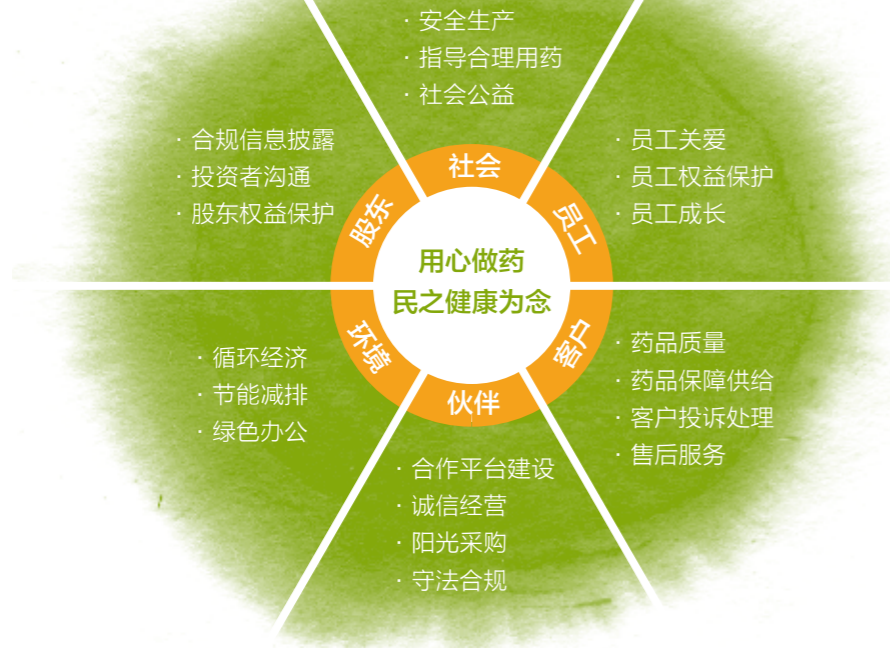 · 安全生产
· 指导合理用药
· 社会公益
社会
· 合规信息披露
· 投资者沟通
· 股东权益保护
股东
· 员工关爱
· 员工权益保护
· 员工成长
员工
用心做药
民之健康为念
· 循环经济
· 节能减排
· 绿色办公
环境
· 药品质量
· 药品保障供给
· 客户投诉处理
· 售后服务
客户
伙伴
· 合作平台建设
· 诚信经营
· 阳光采购
· 守法合规